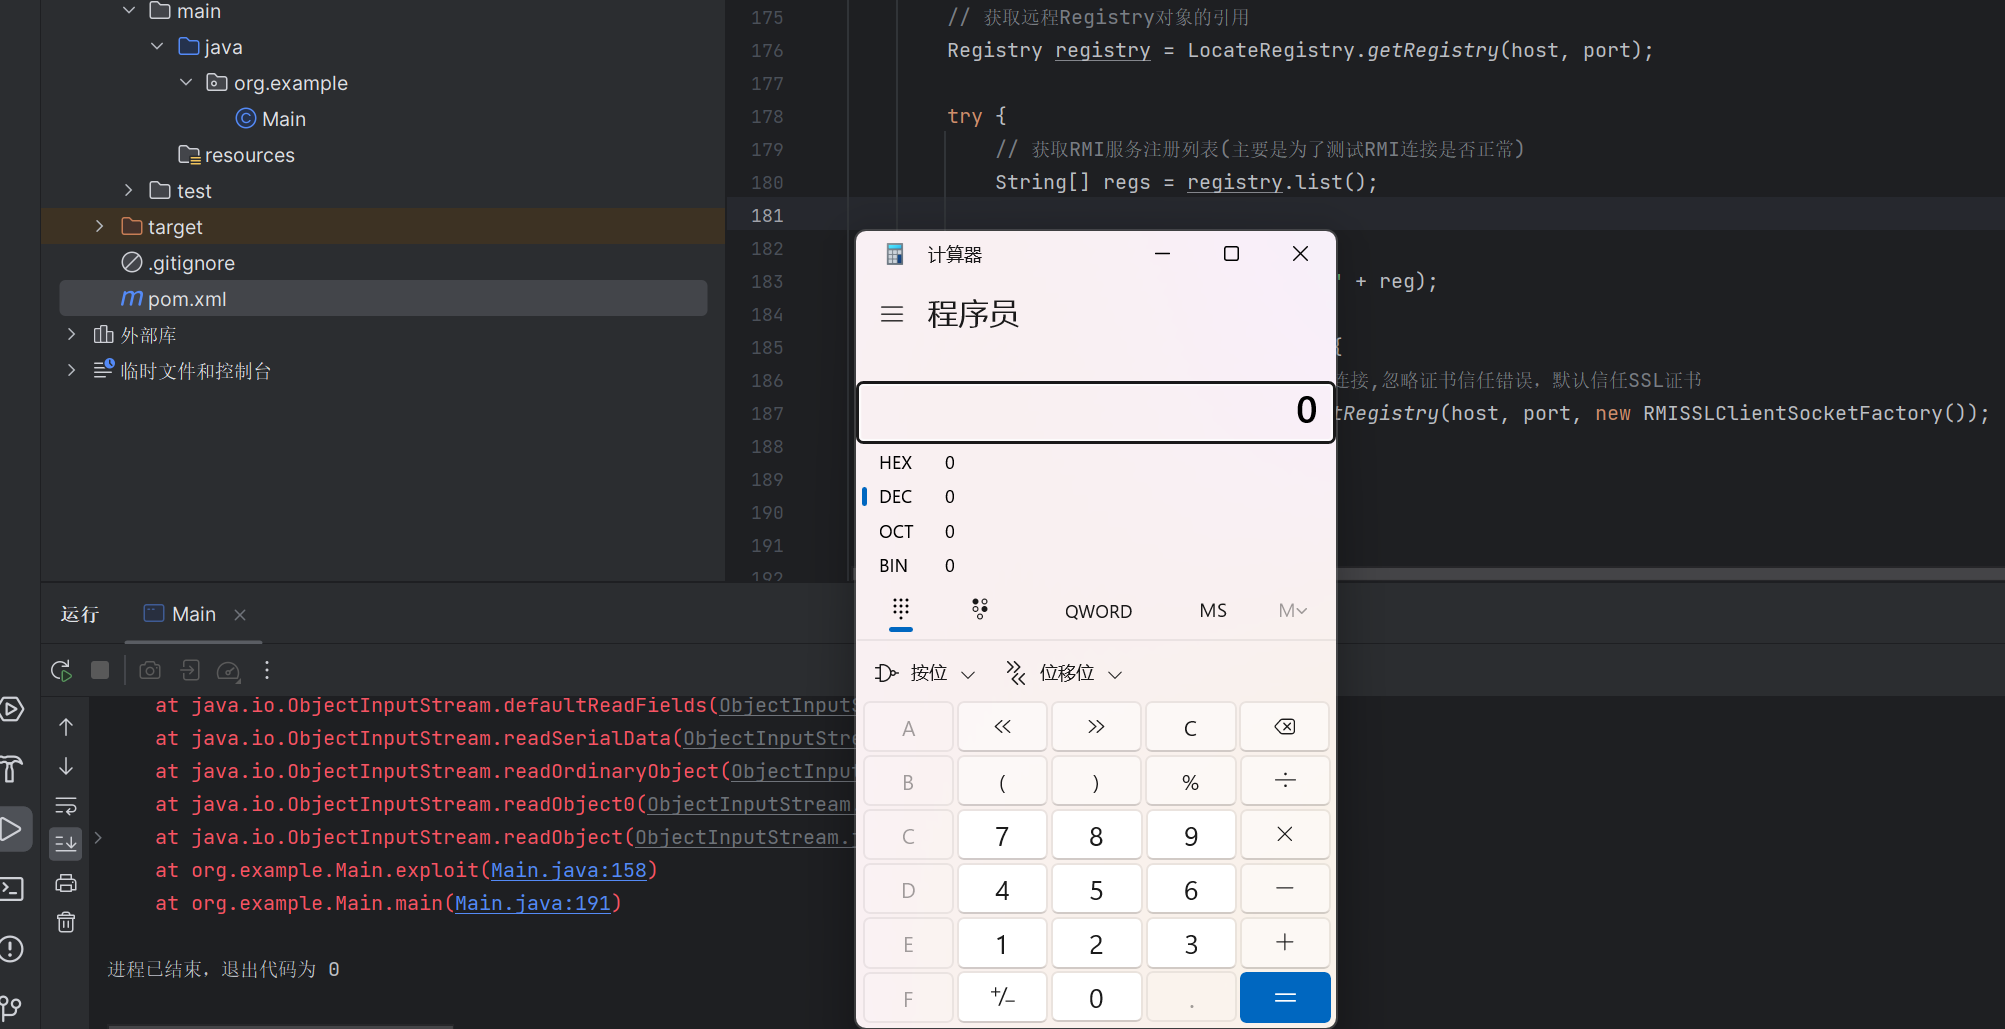 main
java
org.example
Main
resources
test
target
.gitignore
pom.xml
外部库
临时文件和控制台
175 // 获取远程Registry对象的引用
176 Registry registry = LocateRegistry.getRegistry(host, port);
177
178 try {
179 // 获取RMI服务注册列表(主要是为了测试RMI连接是否正常)
180 String[] regs = registry.list();
181
182
183 " + reg);
184
185 {
186 连接,忽略证书信任错误，默认信任SSL证书
187 tRegistry(host, port, new RMISSLClientSocketFactory());
188
189
190
191
192
计算器
程序员
0
HEX 0
DEC 0
OCT 0
BIN 0
QWORD MS M
按位 位移位
A << >> C
B ( ) % ÷
C 7 8 9 ×
D 4 5 6 −
E 1 2 3 +
F +/− 0 . =
运行 Main
at java.io.ObjectInputStream.defaultReadFields(ObjectInputS
at java.io.ObjectInputStream.readSerialData(ObjectInputStre
at java.io.ObjectInputStream.readOrdinaryObject(ObjectInput
at java.io.ObjectInputStream.readObject0(ObjectInputStream.
at java.io.ObjectInputStream.readObject(ObjectInputStream.
at org.example.Main.exploit(Main.java:158)
at org.example.Main.main(Main.java:191)
进程已结束，退出代码为 0